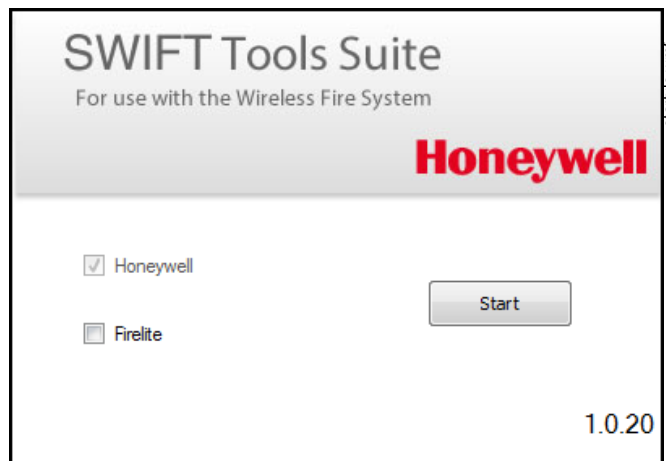 SWIFT Tools Suite
For use with the Wireless Fire System
Honeywell
Honeywell
Start
Firelite
1.0.20